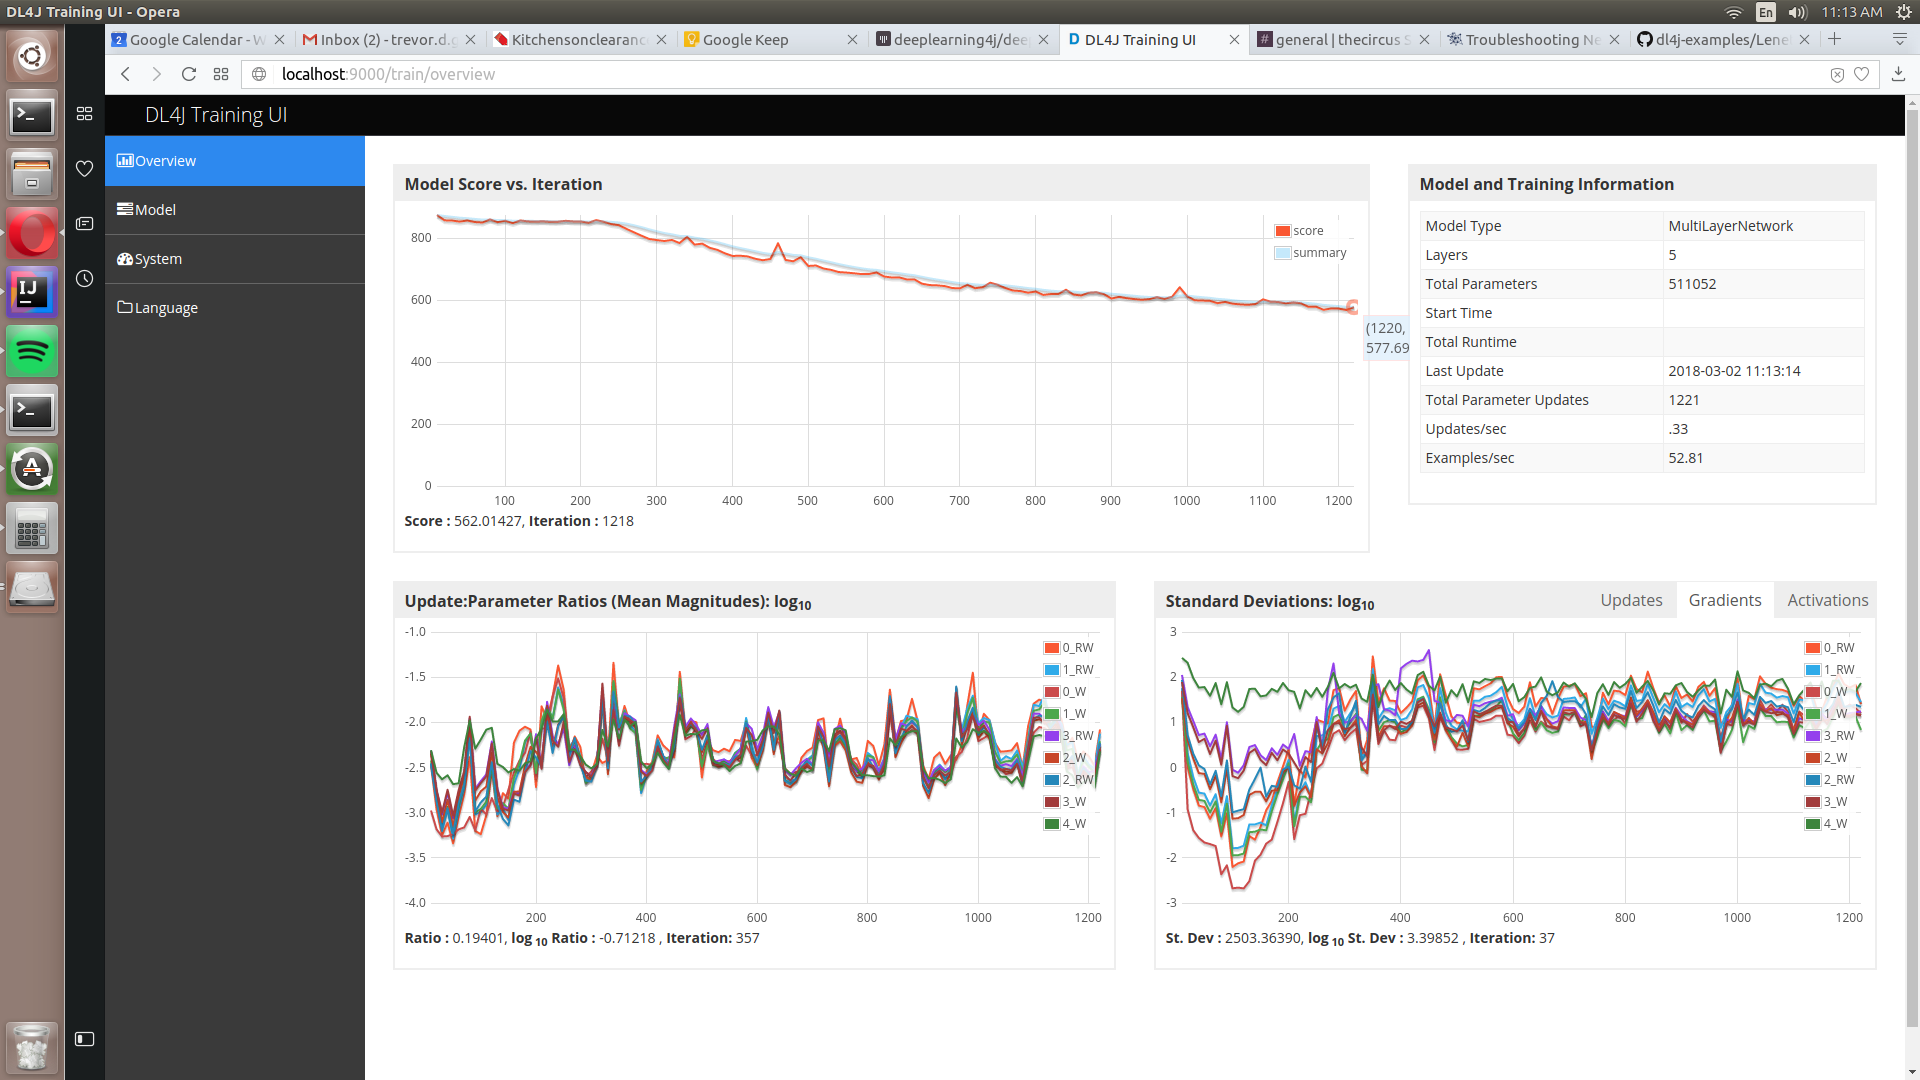 DL4J Training UI - Opera
En
11:13 AM
Google Calendar - W
Inbox (2) - trevor.d.g
Kitchensonclearanc
Google Keep
deeplearning4j/dee
DL4J Training UI
general | thecircus S
Troubleshooting Ne
dl4j-examples/Lene
localhost:9000/train/overview
DL4J Training UI
Overview
Model
System
Language
Model Score vs. Iteration
800
600
400
200
0
100 200 300 400 500 600 700 800 900 1000 1100 1200
score
summary
(1220,
577.69
Score : 562.01427, Iteration : 1218
Model and Training Information
Model Type MultiLayerNetwork
Layers 5
Total Parameters 511052
Start Time
Total Runtime
Last Update 2018-03-02 11:13:14
Total Parameter Updates 1221
Updates/sec .33
Examples/sec 52.81
Update:Parameter Ratios (Mean Magnitudes): log10
-1.0
-1.5
-2.0
-2.5
-3.0
-3.5
-4.0
200 400 600 800 1000 1200
0_RW
1_RW
0_W
1_W
3_RW
2_W
2_RW
3_W
4_W
Ratio : 0.19401, log 10 Ratio : -0.71218 , Iteration: 357
Standard Deviations: log10
Updates Gradients Activations
3
2
1
0
-1
-2
-3
200 400 600 800 1000 1200
0_RW
1_RW
0_W
1_W
3_RW
2_W
2_RW
3_W
4_W
St. Dev : 2503.36390, log 10 St. Dev : 3.39852 , Iteration: 37